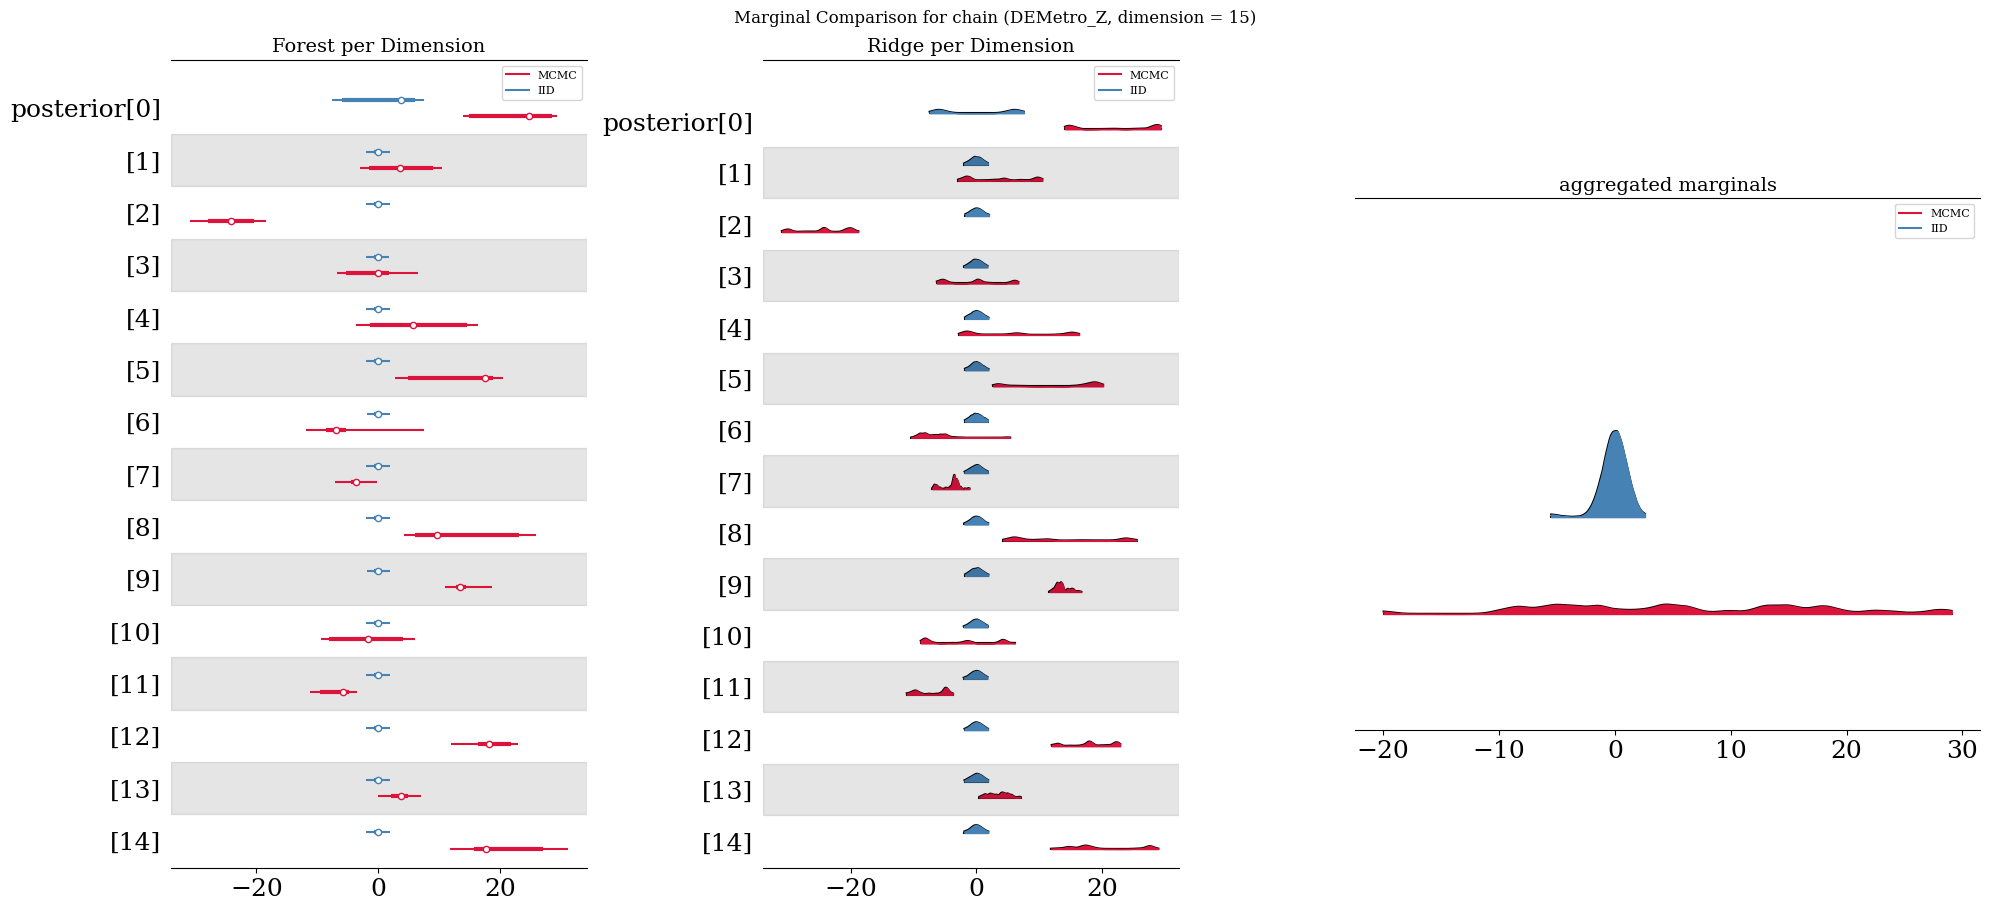 Marginal Comparison for chain (DEMetro_Z, dimension = 15)
Forest per Dimension
MCMC
IID
posterior[0]
[1]
[2]
[3]
[4]
[5]
[6]
[7]
[8]
[9]
[10]
[11]
[12]
[13]
[14]
−20 0 20
Ridge per Dimension
MCMC
IID
posterior[0]
[1]
[2]
[3]
[4]
[5]
[6]
[7]
[8]
[9]
[10]
[11]
[12]
[13]
[14]
−20 0 20
aggregated marginals
MCMC
IID
−20 −10 0 10 20 30